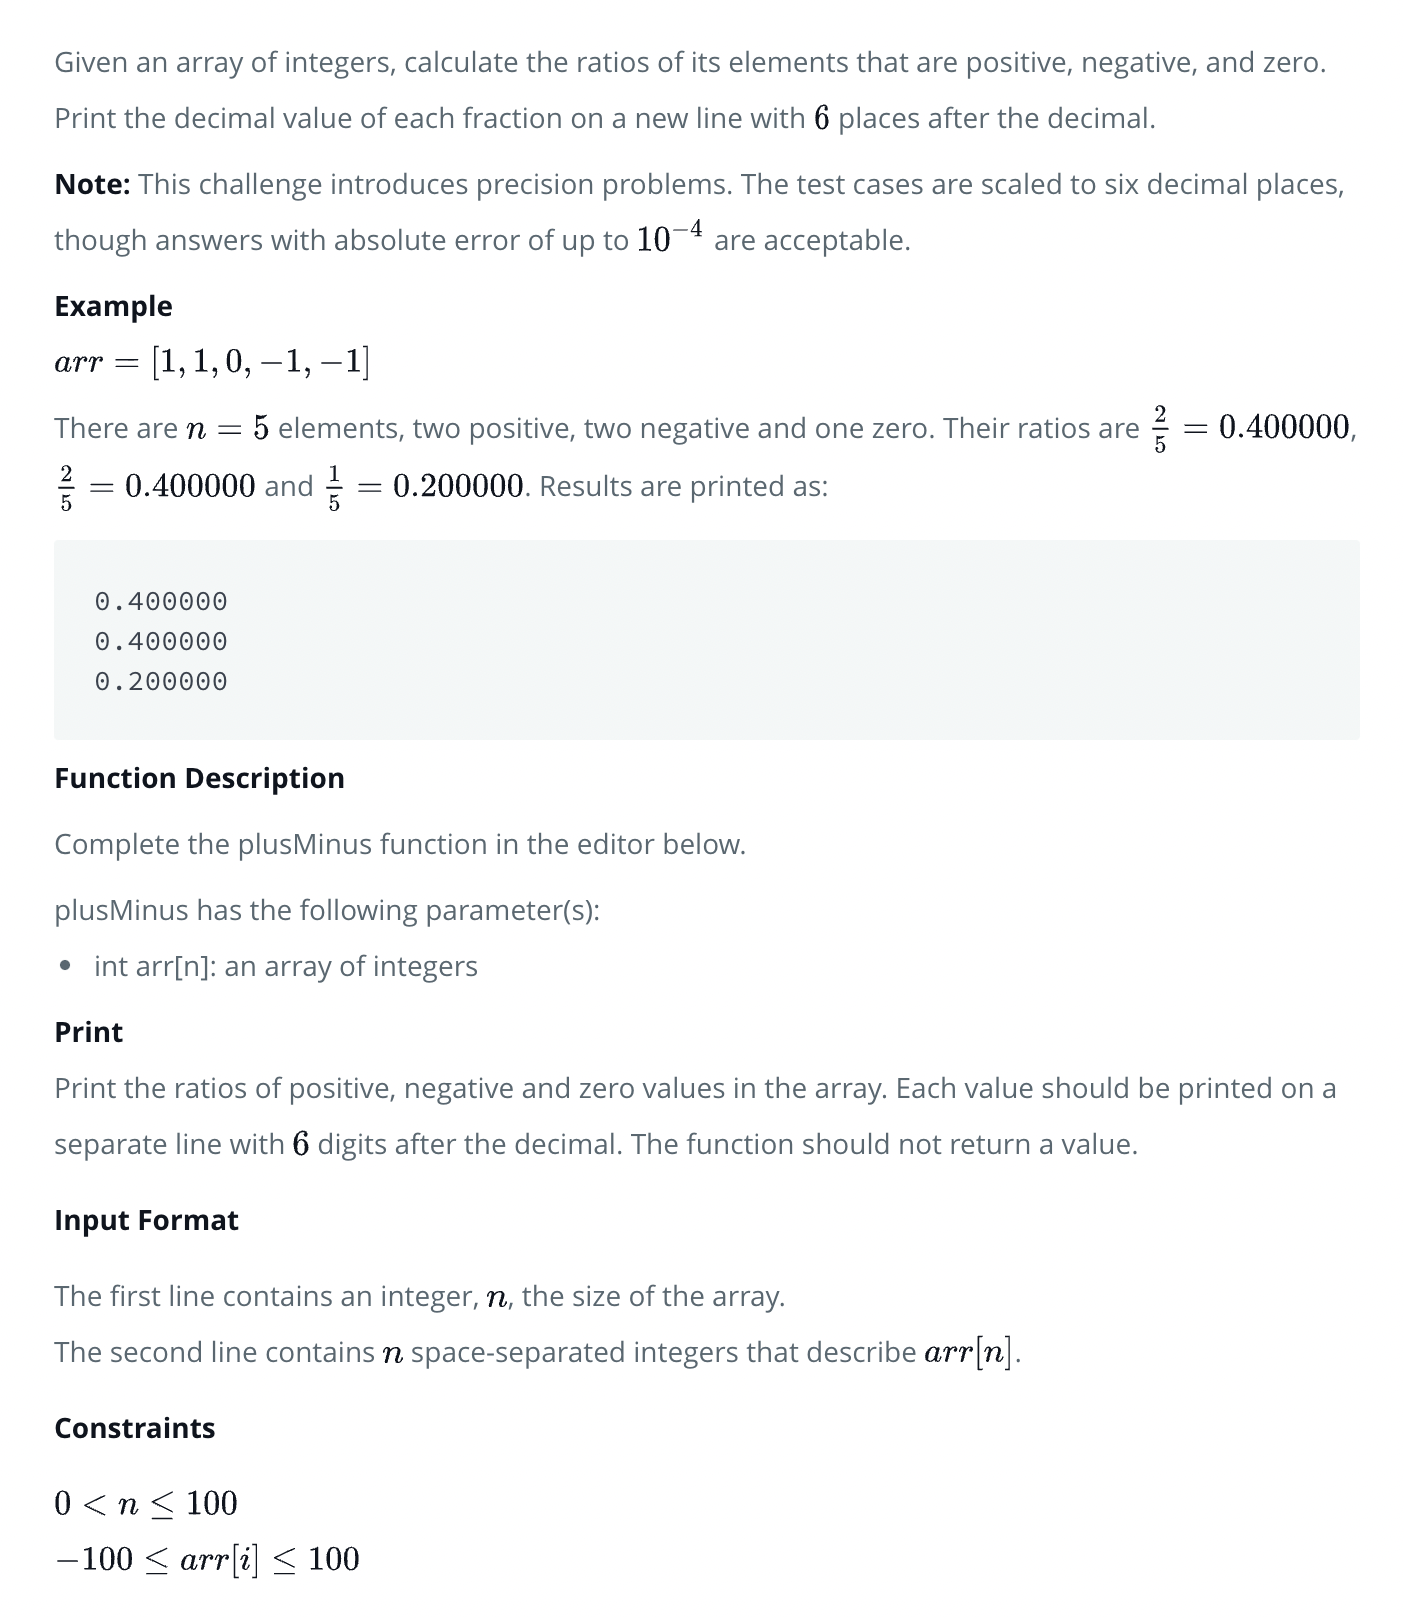 Given an array of integers, calculate the ratios of its elements that are positive, negative, and zero.
Print the decimal value of each fraction on a new line with 6 places after the decimal.
Note: This challenge introduces precision problems. The test cases are scaled to six decimal places,
though answers with absolute error of up to 10⁻⁴ are acceptable.
Example
arr = [1, 1, 0, −1, −1]
There are n = 5 elements, two positive, two negative and one zero. Their ratios are 2/5 = 0.400000,
2/5 = 0.400000 and 1/5 = 0.200000. Results are printed as:
0.400000
0.400000
0.200000
Function Description
Complete the plusMinus function in the editor below.
plusMinus has the following parameter(s):
• int arr[n]: an array of integers
Print
Print the ratios of positive, negative and zero values in the array. Each value should be printed on a
separate line with 6 digits after the decimal. The function should not return a value.
Input Format
The first line contains an integer, n, the size of the array.
The second line contains n space-separated integers that describe arr[n].
Constraints
0 < n ≤ 100
−100 ≤ arr[i] ≤ 100